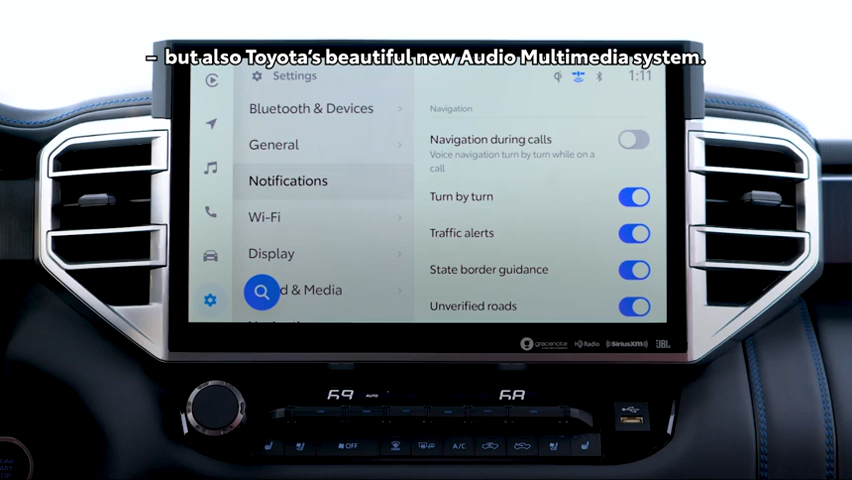 – but also Toyota's beautiful new Audio Multimedia system.
Settings
1:11
Bluetooth & Devices
General
Notifications
Wi-Fi
Display
d & Media
Navigation
Navigation during calls
Voice navigation turn by turn while on a
call
Turn by turn
Traffic alerts
State border guidance
Unverified roads
gracenote
HD Radio
SiriusXM
JBL
69
AUTO
68
OFF
A/C